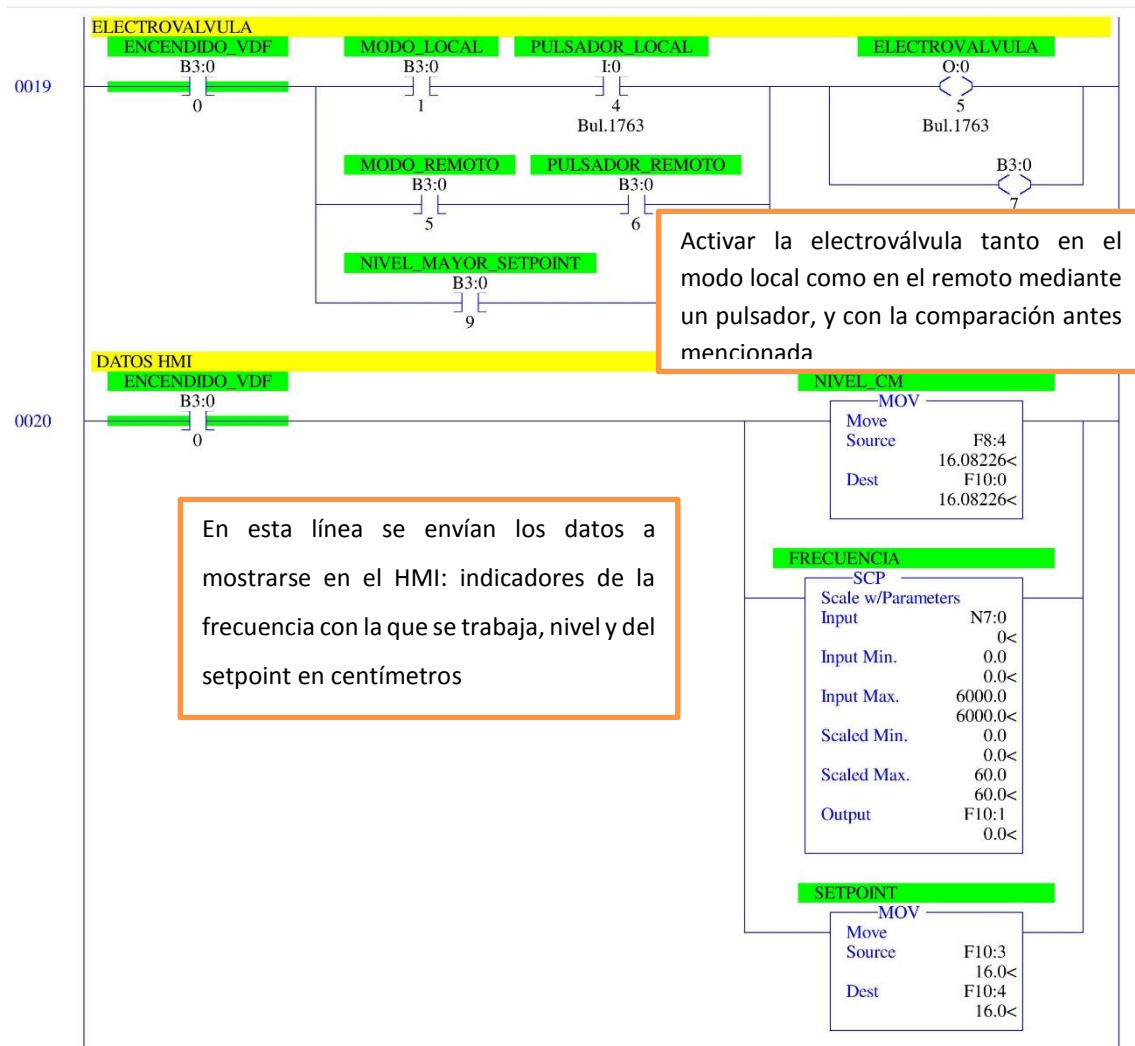 ELECTROVALVULA
ENCENDIDO_VDF MODO_LOCAL PULSADOR_LOCAL ELECTROVALVULA
B3:0 B3:0 I:0 O:0
0019
0 1 4 5
Bul.1763 Bul.1763
MODO_REMOTO PULSADOR_REMOTO B3:0
B3:0 B3:0
7
5 6
Activar la electroválvula tanto en el
modo local como en el remoto mediante
un pulsador, y con la comparación antes
mencionada
NIVEL_MAYOR_SETPOINT
B3:0
9
DATOS HMI
ENCENDIDO_VDF
B3:0
0020
0
NIVEL_CM
MOV
Move
Source F8:4
16.08226<
Dest F10:0
16.08226<
En esta línea se envían los datos a
mostrarse en el HMI: indicadores de la
frecuencia con la que se trabaja, nivel y del
setpoint en centímetros
FRECUENCIA
SCP
Scale w/Parameters
Input N7:0
0<
Input Min. 0.0
0.0<
Input Max. 6000.0
6000.0<
Scaled Min. 0.0
0.0<
Scaled Max. 60.0
60.0<
Output F10:1
0.0<
SETPOINT
MOV
Move
Source F10:3
16.0<
Dest F10:4
16.0<